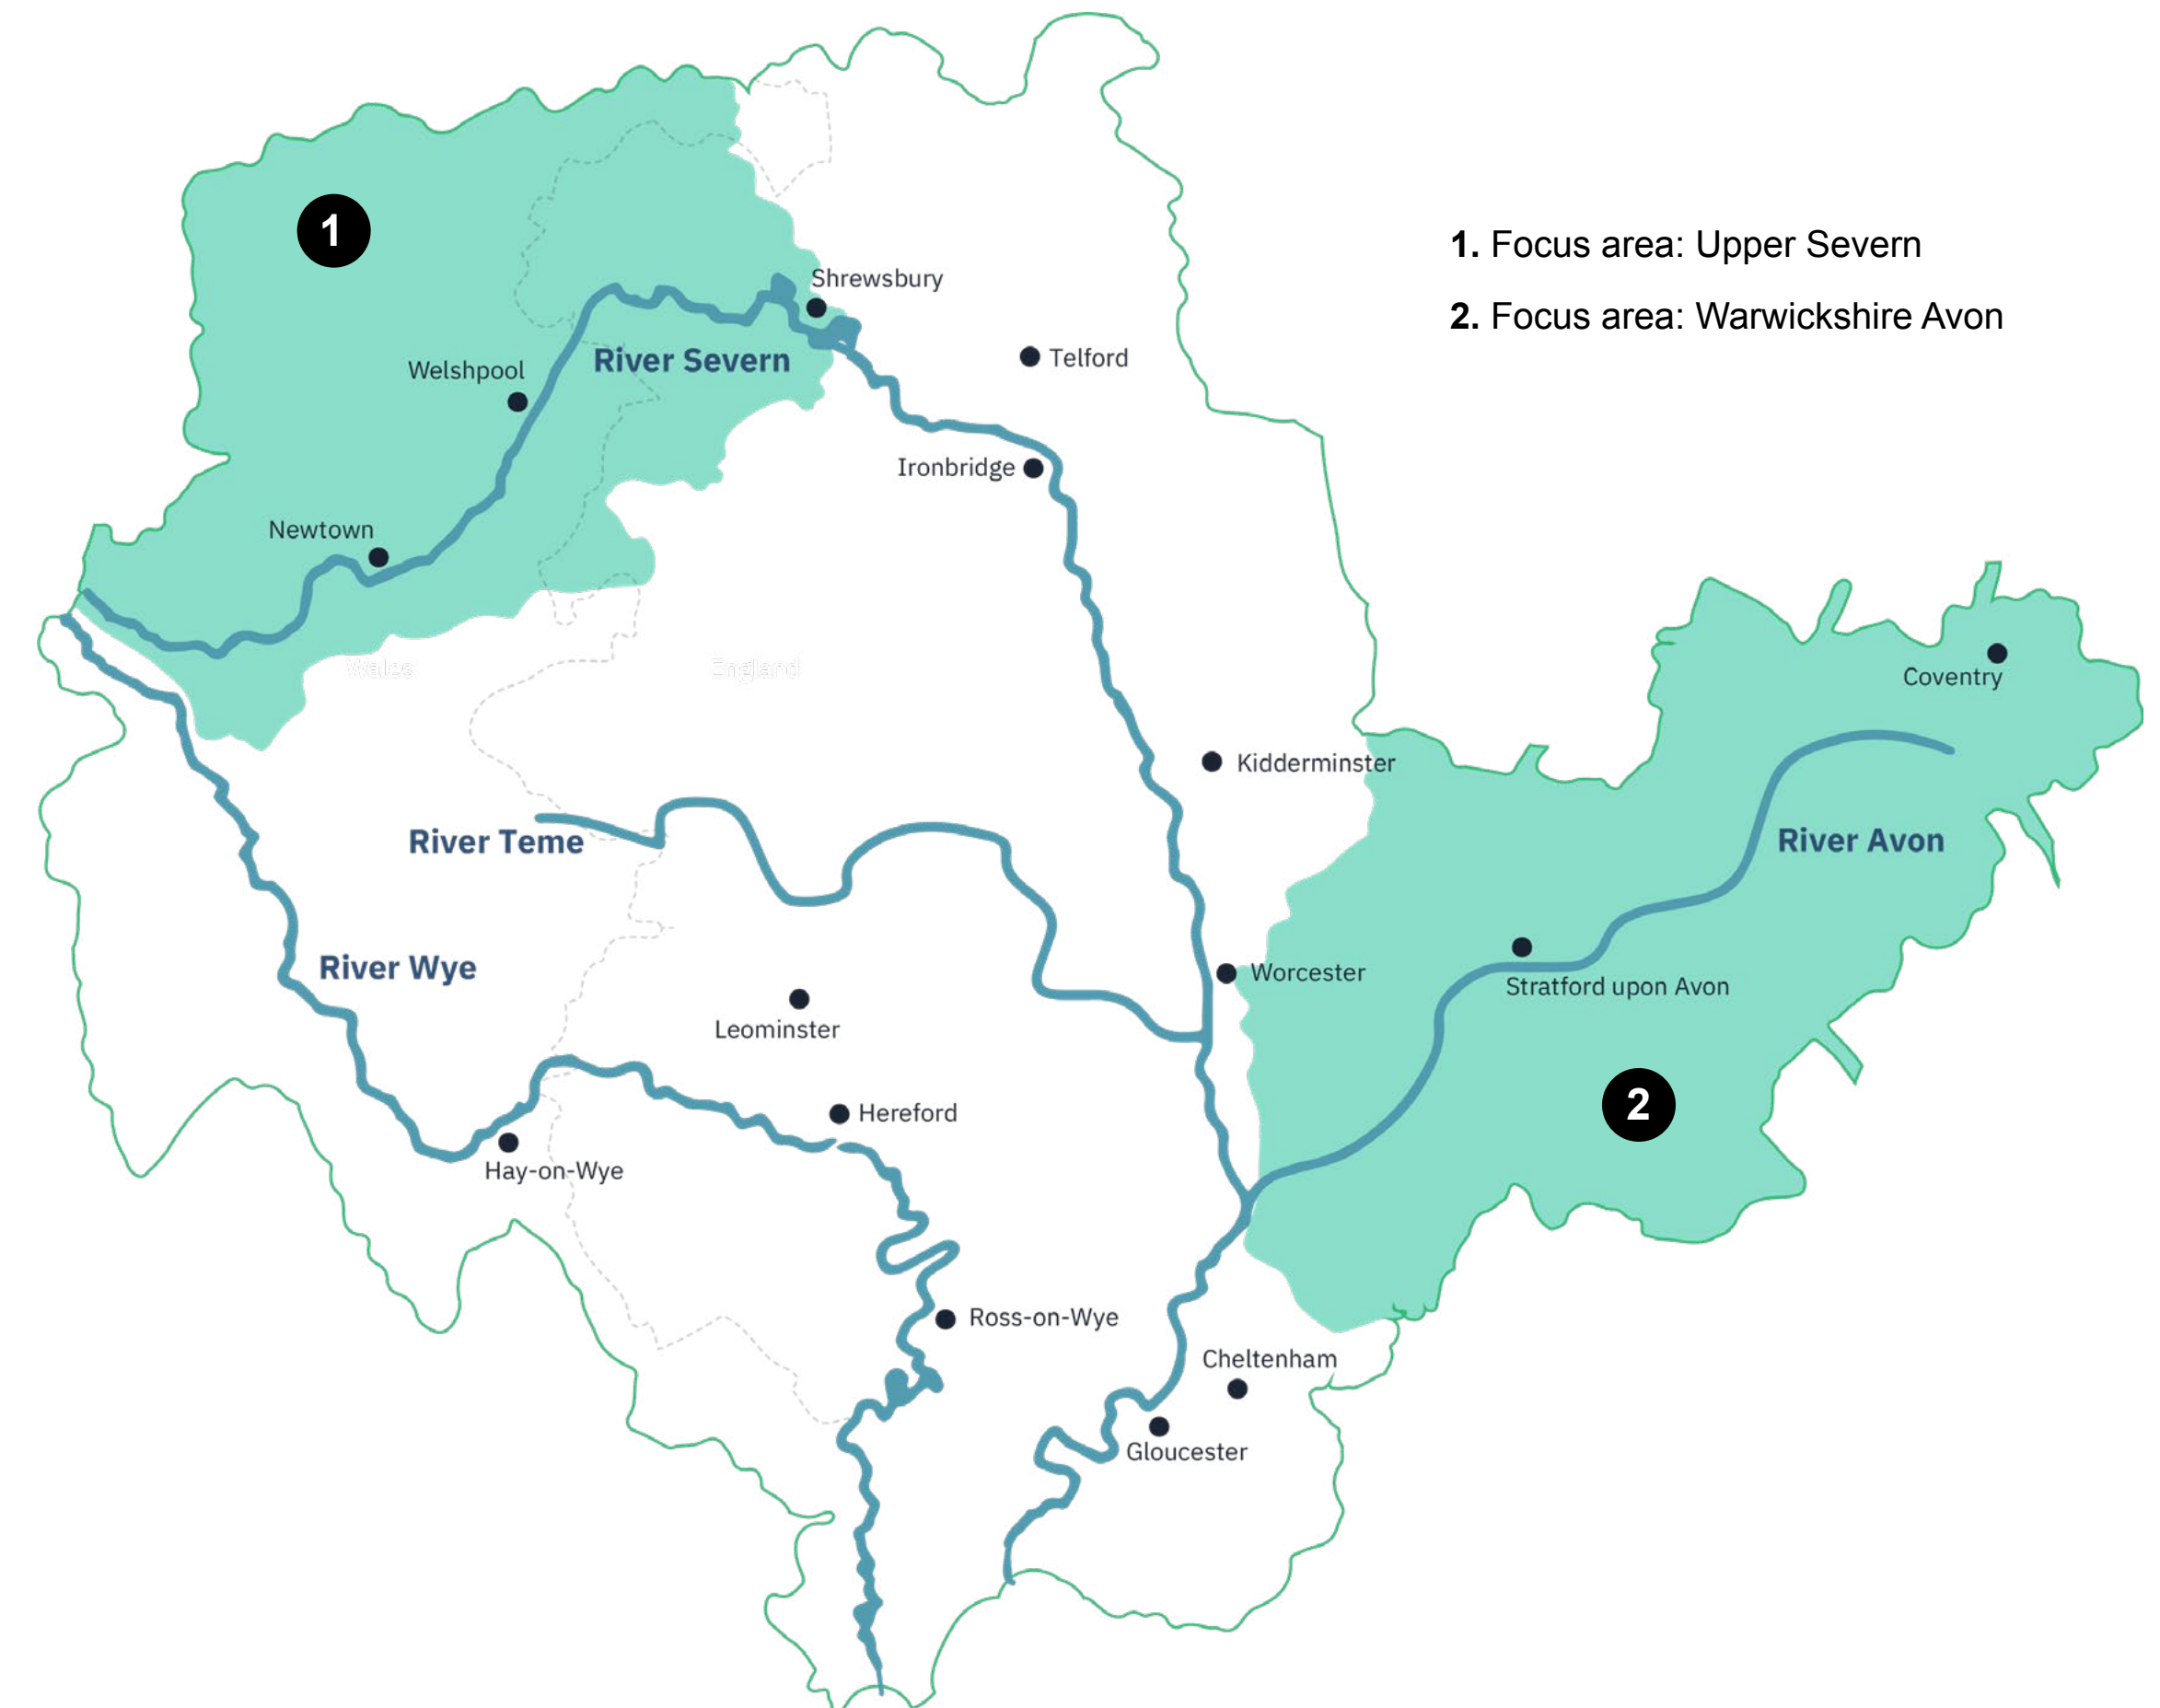 1
1. Focus area: Upper Severn
Shrewsbury
2. Focus area: Warwickshire Avon
Telford
River Severn
Welshpool
Ironbridge
Newtown
Wales
England
Coventry
Kidderminster
River Teme
River Avon
River Wye
Worcester
Stratford upon Avon
Leominster
2
Hereford
Hay-on-Wye
Ross-on-Wye
Cheltenham
Gloucester